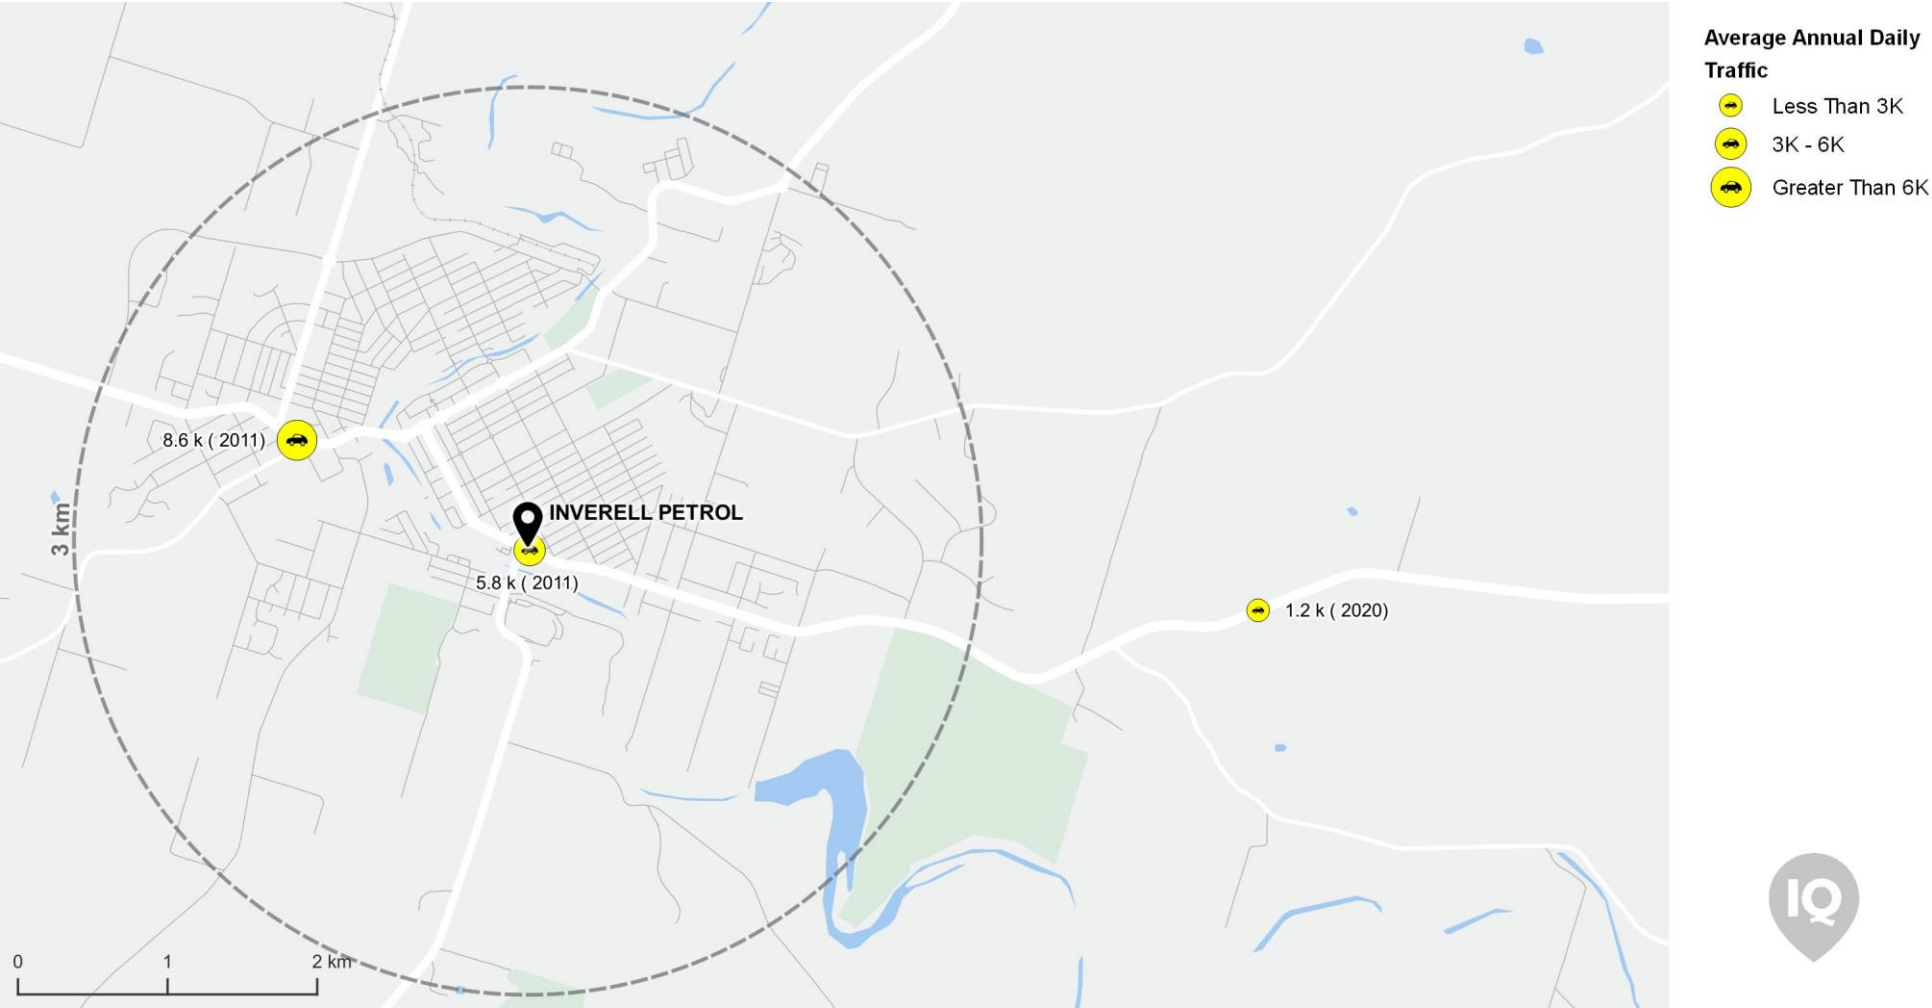 Average Annual Daily
Traffic
Less Than 3K
3K - 6K
Greater Than 6K
8.6 k ( 2011)
3 km
INVERELL PETROL
5.8 k ( 2011)
1.2 k ( 2020)
0 1 2 km
IQ